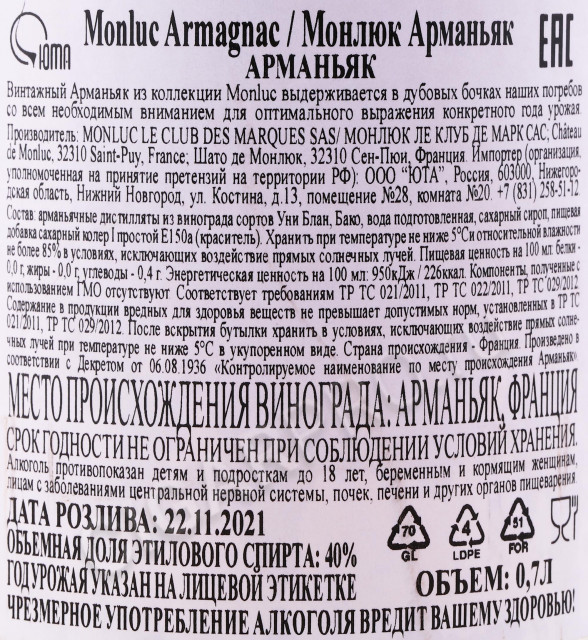 ЮТА
Monluc Armagnac / Монлюк Арманьяк
EAC
АРМАНЬЯК
Винтажный Арманьяк из коллекции Monluc выдерживается в дубовых бочках наших погребов
со всем необходимым вниманием для оптимального выражения конкретного года урожая
Производитель: MONLUC LE CLUB DES MARQUES SAS/ МОНЛЮК ЛЕ КЛУБ ДЕ МАРК САС; Château
de Monluc, 32310 Saint-Puy, France; Шато де Монлюк, 32310 Сен-Пюи, Франция. Импортер (организация,
уполномоченная на принятие претензий на территории РФ): ООО "ЮТА", Россия, 603000, Нижегоро-
дская область, Нижний Новгород, ул. Костина, д.13, помещение №28, комната №20. +7 (831) 258-51-72
Состав: арманьячные дистилляты из винограда сортов Уни Блан, Бако, вода подготовленная, сахарный сироп, пищевая
добавка сахарный колер I простой Е150а (краситель). Хранить при температуре не ниже 5°С и относительной влажности
не более 85% в условиях, исключающих воздействие прямых солнечных лучей. Пищевая ценность на 100 мл: белки -
0,0 г, жиры - 0,0 г, углеводы - 0,4 г. Энергетическая ценность на 100 мл: 950кДж / 226ккал. Компоненты, полученные с
использованием ГМО отсутствуют. Соответствует требованиям ТР ТС 021/2011, ТР ТС 022/2011, ТР ТС 029/2012.
Содержание в продукции вредных для здоровья веществ не превышает допустимых норм, установленных в ТР ТС
021/2011, ТР ТС 029/2012. После вскрытия бутылки хранить в условиях, исключающих воздействие прямых солне-
чных лучей при температуре не ниже 5°С в укупоренном виде. Страна происхождения - Франция. Произведено в
соответствии с Декретом от 06.08.1936 «Контролируемое наименование по месту происхождения Арманьяк»
МЕСТО ПРОИСХОЖДЕНИЯ ВИНОГРАДА: АРМАНЬЯК, ФРАНЦИЯ
СРОК ГОДНОСТИ НЕ ОГРАНИЧЕН ПРИ СОБЛЮДЕНИИ УСЛОВИЙ ХРАНЕНИЯ
Алкоголь противопоказан детям и подросткам до 18 лет, беременным и кормящим женщинам,
лицам с заболеваниями центральной нервной системы, почек, печени и других органов пищеварения
ДАТА РОЗЛИВА: 22.11.2021
ОБЪЕМНАЯ ДОЛЯ ЭТИЛОВОГО СПИРТА: 40%
70 GL
4 LDPE
51 FOR
ГОД УРОЖАЯ УКАЗАН НА ЛИЦЕВОЙ ЭТИКЕТКЕ
ОБЪЕМ: 0,7Л
ЧРЕЗМЕРНОЕ УПОТРЕБЛЕНИЕ АЛКОГОЛЯ ВРЕДИТ ВАШЕМУ ЗДОРОВЬЮ!